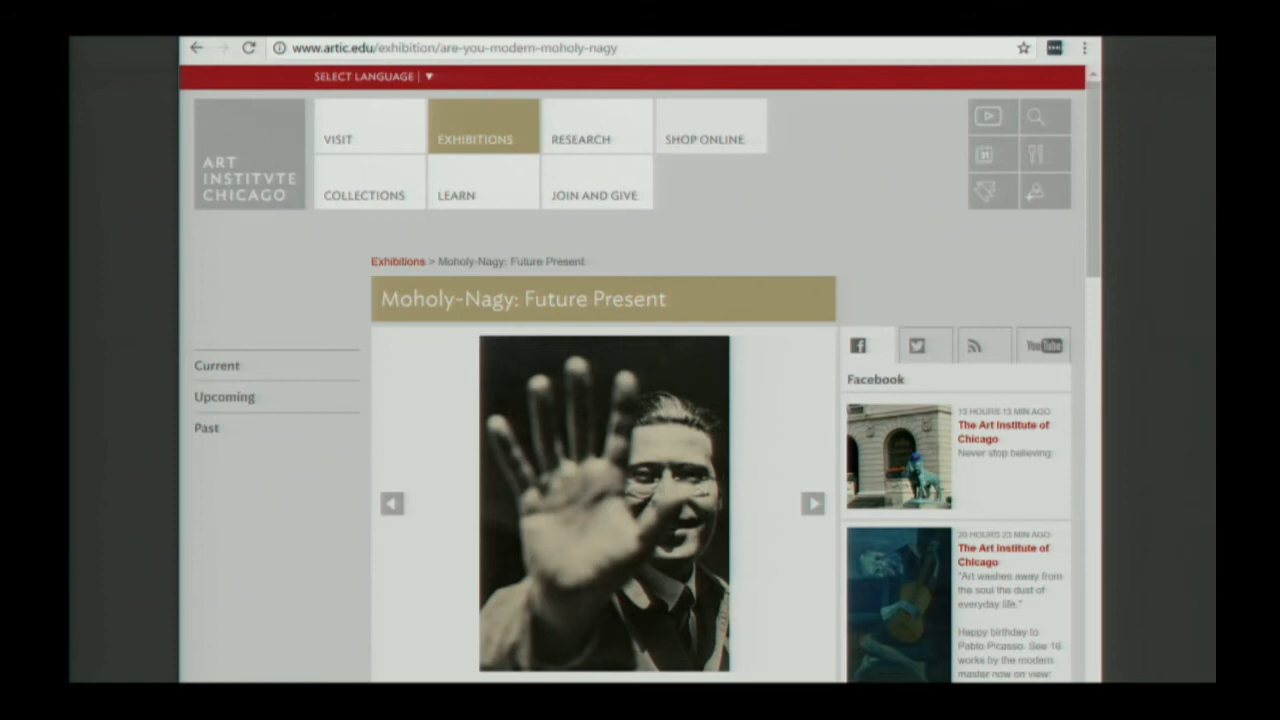 www.artic.edu/exhibition/are-you-modern-moholy-nagy
SELECT LANGUAGE | ▼
ART
INSTITVTE
CHICAGO
VISIT
EXHIBITIONS
RESEARCH
SHOP ONLINE
COLLECTIONS
LEARN
JOIN AND GIVE
31
Exhibitions > Moholy-Nagy: Future Present
Moholy-Nagy: Future Present
Current
Upcoming
Past
YouTube
Facebook
13 HOURS 13 MIN AGO
The Art Institute of
Chicago
Never stop believing:
20 HOURS 23 MIN AGO
The Art Institute of
Chicago
"Art washes away from
the soul the dust of
everyday life."
Happy birthday to
Pablo Picasso. See 16
works by the modern
master now on view: